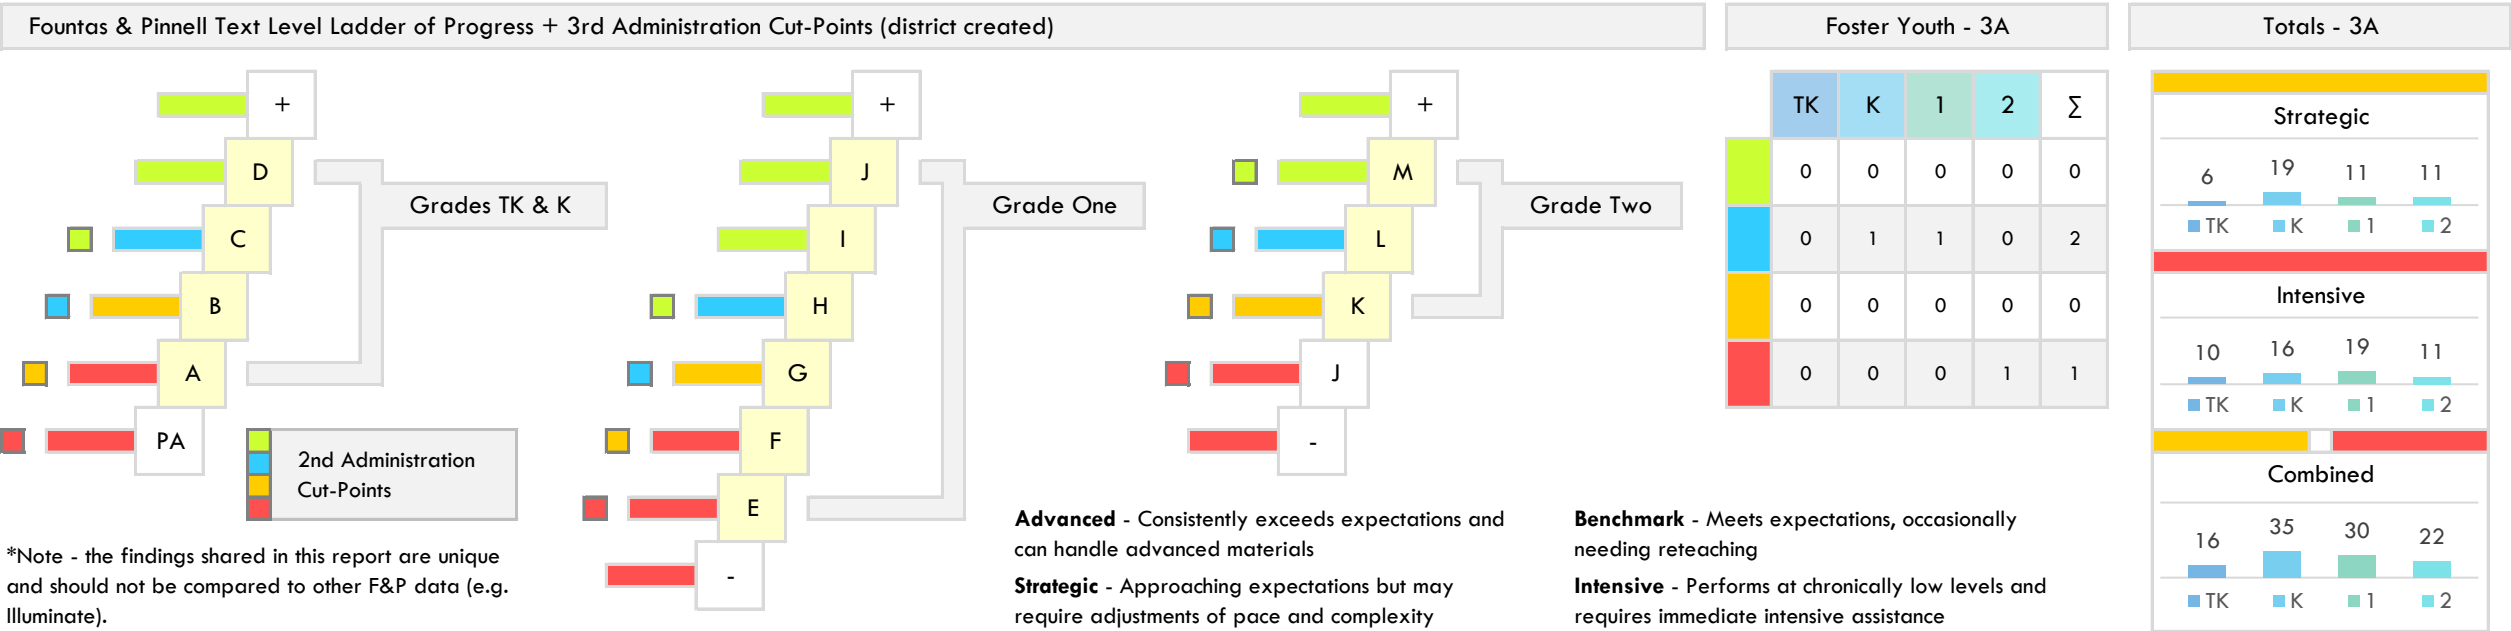 Fountas & Pinnell Text Level Ladder of Progress + 3rd Administration Cut-Points (district created)
+
D
C
B
A
PA
Grades TK & K
2nd Administration
Cut-Points
*Note - the findings shared in this report are unique
and should not be compared to other F&P data (e.g.
Illuminate).
+
J
I
H
G
F
E
-
Grade One
+
M
L
K
J
-
Grade Two
Advanced - Consistently exceeds expectations and
can handle advanced materials
Strategic - Approaching expectations but may
require adjustments of pace and complexity
Benchmark - Meets expectations, occasionally
needing reteaching
Intensive - Performs at chronically low levels and
requires immediate intensive assistance
Foster Youth - 3A
TK K 1 2 ∑
0 0 0 0 0
0 1 1 0 2
0 0 0 0 0
0 0 0 1 1
Totals - 3A
Strategic
6 19 11 11
TK K 1 2
Intensive
10 16 19 11
TK K 1 2
Combined
16 35 30 22
TK K 1 2